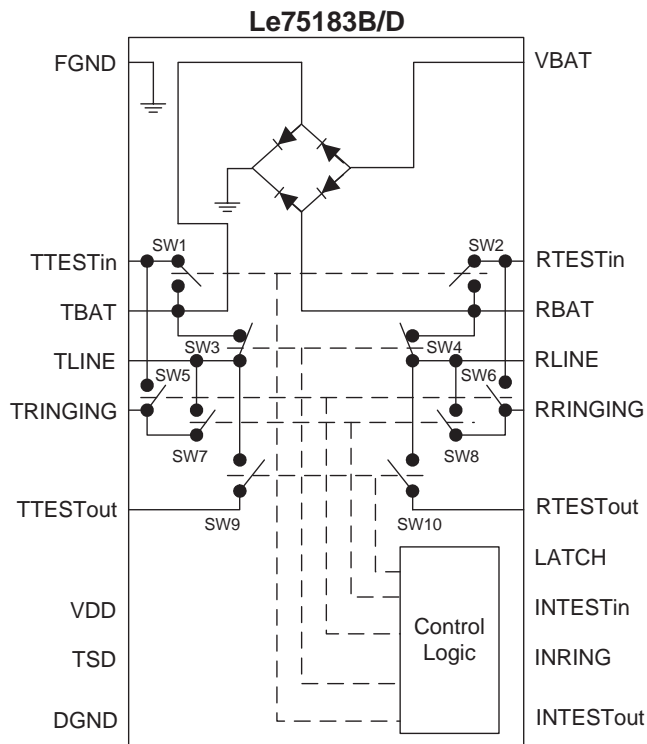 Le75183B/D
FGND
VBAT
SW1
SW2
TTESTin
RTESTin
TBAT
RBAT
SW3
SW4
TLINE
RLINE
SW5
SW6
TRINGING
RRINGING
SW7
SW8
TTESTout
SW9
SW10
RTESTout
LATCH
VDD
INTESTin
Control
Logic
TSD
INRING
DGND
INTESTout